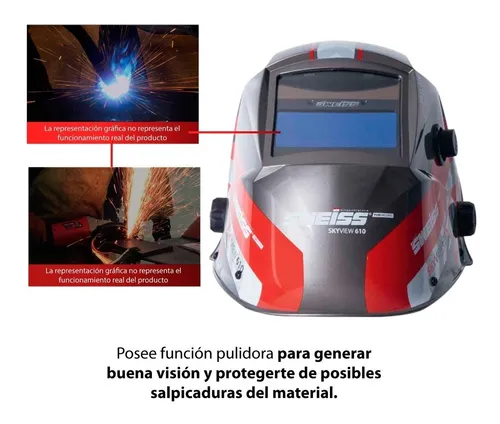 La representación gráfica no representa el
funcionamiento real del producto
La representación gráfica no representa el
funcionamiento real del producto
SWEISS
SWEISS
SKYVIEW 610
Posee función pulidora para generar
buena visión y protegerte de posibles
salpicaduras del material.